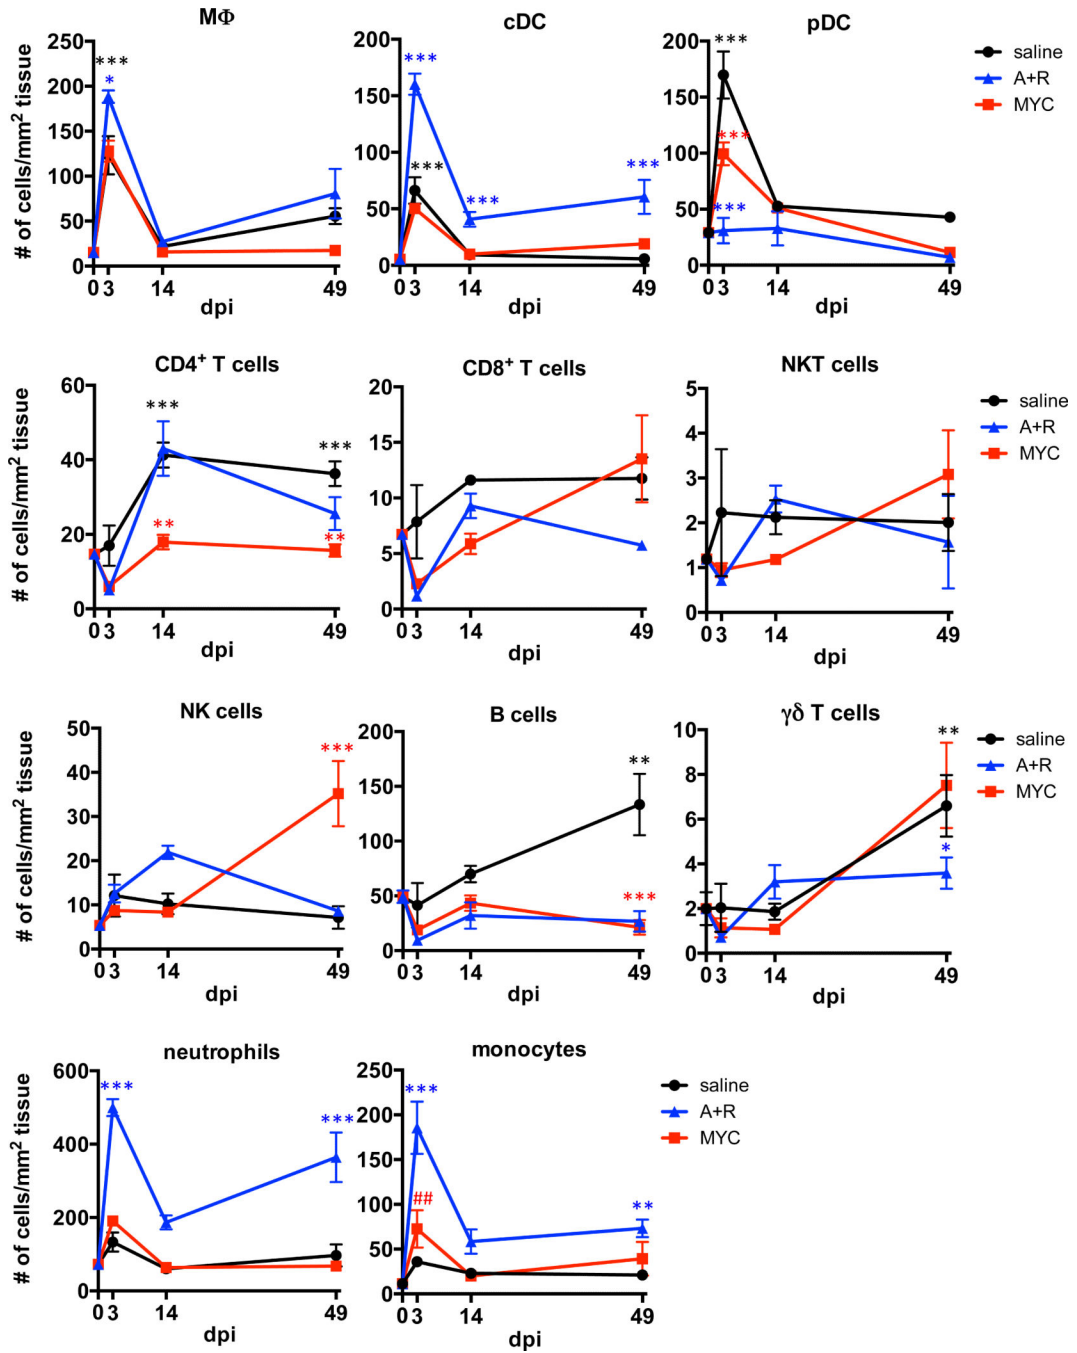 MΦ
# of cells/mm² tissue
250
200
150
100
50
0
***
*
0 3 14 49
dpi
cDC
200
150
100
50
0
***
***
***
***
0 3 14 49
dpi
pDC
200
150
100
50
0
***
***
***
0 3 14 49
dpi
saline
A+R
MYC
CD4⁺ T cells
# of cells/mm² tissue
60
40
20
0
***
***
**
**
0 3 14 49
dpi
CD8⁺ T cells
20
15
10
5
0
0 3 14 49
dpi
NKT cells
5
4
3
2
1
0
0 3 14 49
dpi
saline
A+R
MYC
NK cells
# of cells/mm² tissue
50
40
30
20
10
0
***
0 3 14 49
dpi
B cells
200
150
100
50
0
**
***
0 3 14 49
dpi
γδ T cells
10
8
6
4
2
0
**
*
0 3 14 49
dpi
saline
A+R
MYC
neutrophils
# of cells/mm² tissue
600
400
200
0
***
***
0 3 14 49
dpi
monocytes
250
200
150
100
50
0
***
##
**
0 3 14 49
dpi
saline
A+R
MYC